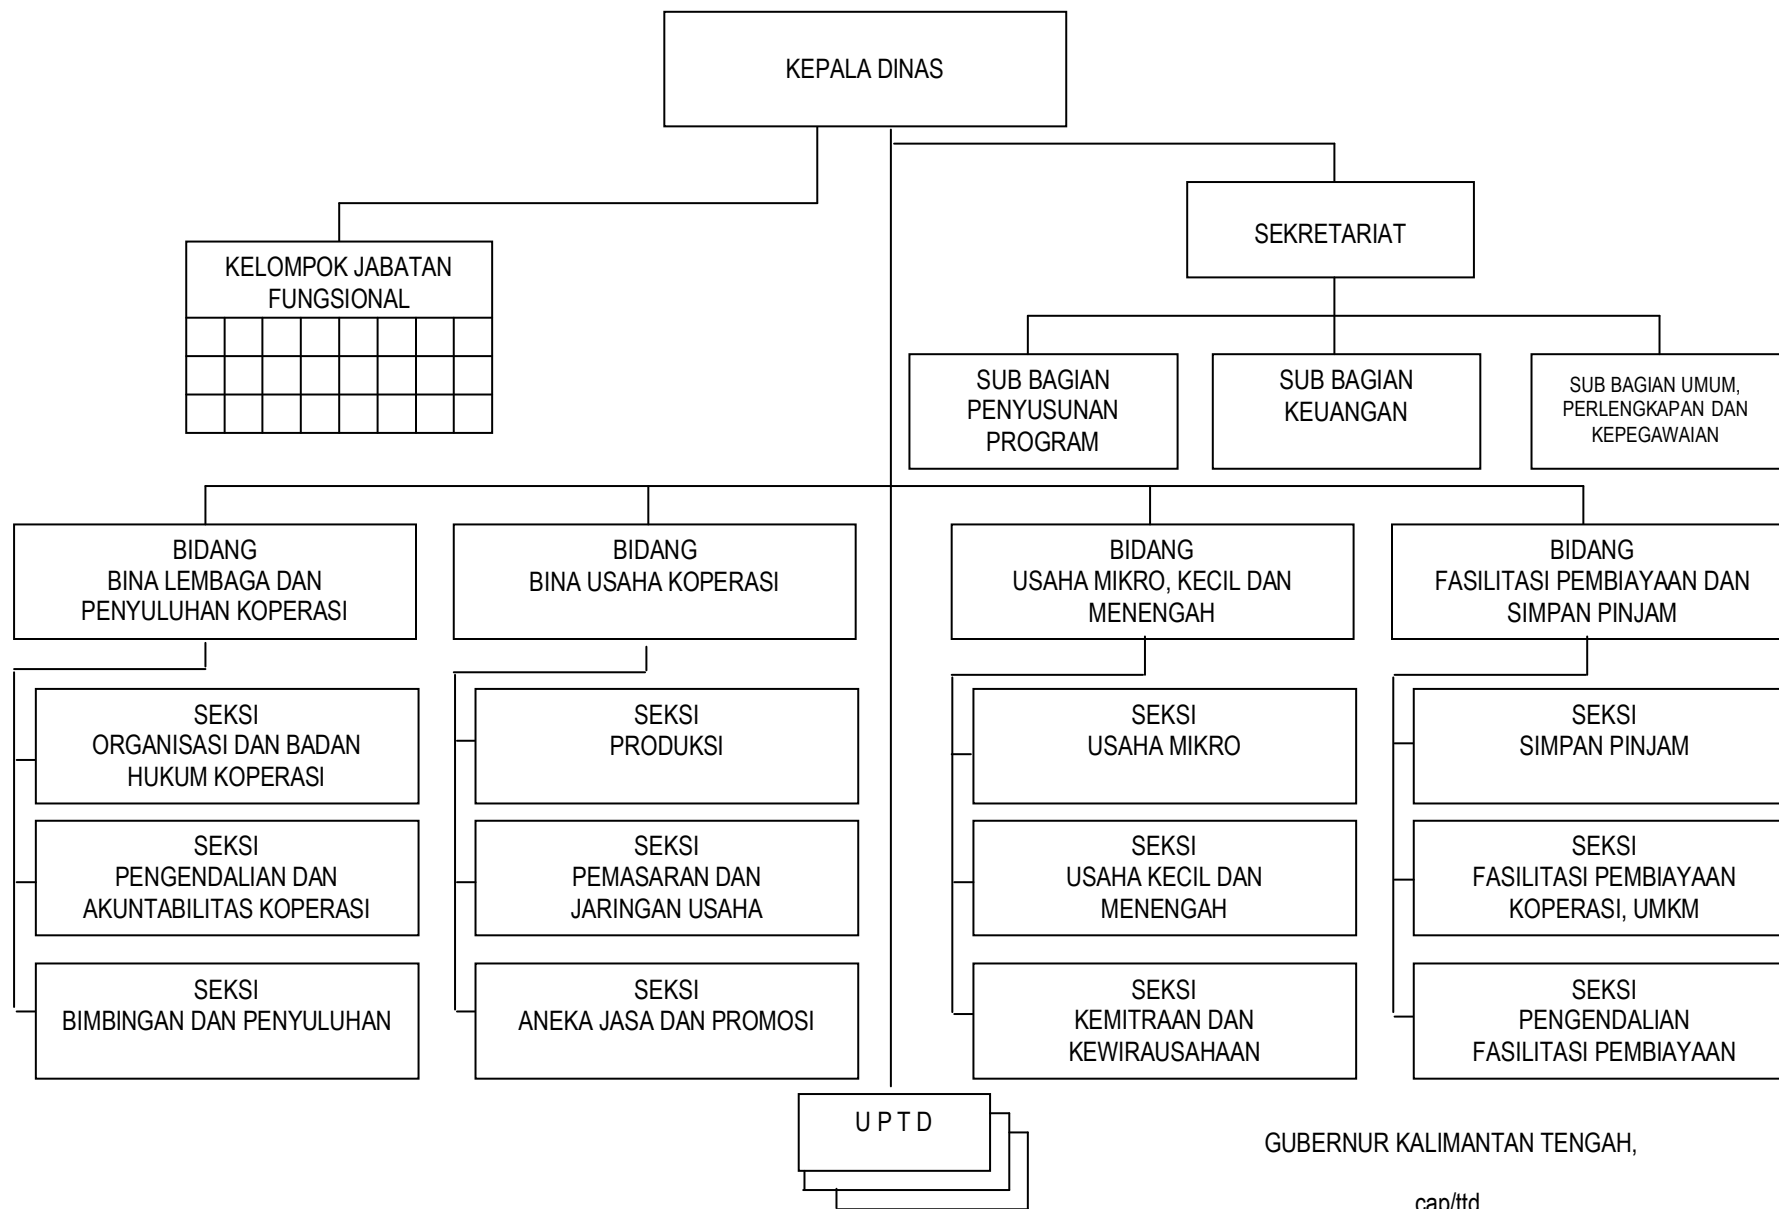 KEPALA DINAS
SEKRETARIAT
KELOMPOK JABATAN
FUNGSIONAL
SUB BAGIAN
PENYUSUNAN
PROGRAM
SUB BAGIAN
KEUANGAN
SUB BAGIAN UMUM,
PERLENGKAPAN DAN
KEPEGAWAIAN
BIDANG
BINA LEMBAGA DAN
PENYULUHAN KOPERASI
BIDANG
BINA USAHA KOPERASI
BIDANG
USAHA MIKRO, KECIL DAN
MENENGAH
BIDANG
FASILITASI PEMBIAYAAN DAN
SIMPAN PINJAM
SEKSI
ORGANISASI DAN BADAN
HUKUM KOPERASI
SEKSI
PRODUKSI
SEKSI
USAHA MIKRO
SEKSI
SIMPAN PINJAM
SEKSI
PENGENDALIAN DAN
AKUNTABILITAS KOPERASI
SEKSI
PEMASARAN DAN
JARINGAN USAHA
SEKSI
USAHA KECIL DAN
MENENGAH
SEKSI
FASILITASI PEMBIAYAAN
KOPERASI, UMKM
SEKSI
BIMBINGAN DAN PENYULUHAN
SEKSI
ANEKA JASA DAN PROMOSI
SEKSI
KEMITRAAN DAN
KEWIRAUSAHAAN
SEKSI
PENGENDALIAN
FASILITASI PEMBIAYAAN
U P T D
GUBERNUR KALIMANTAN TENGAH,
cap/ttd